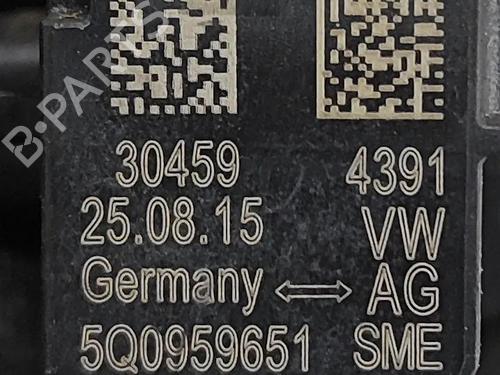 B-PARTS
30459 4391
25.08.15 VW
Germany ⟷ AG
5Q0959651 SME